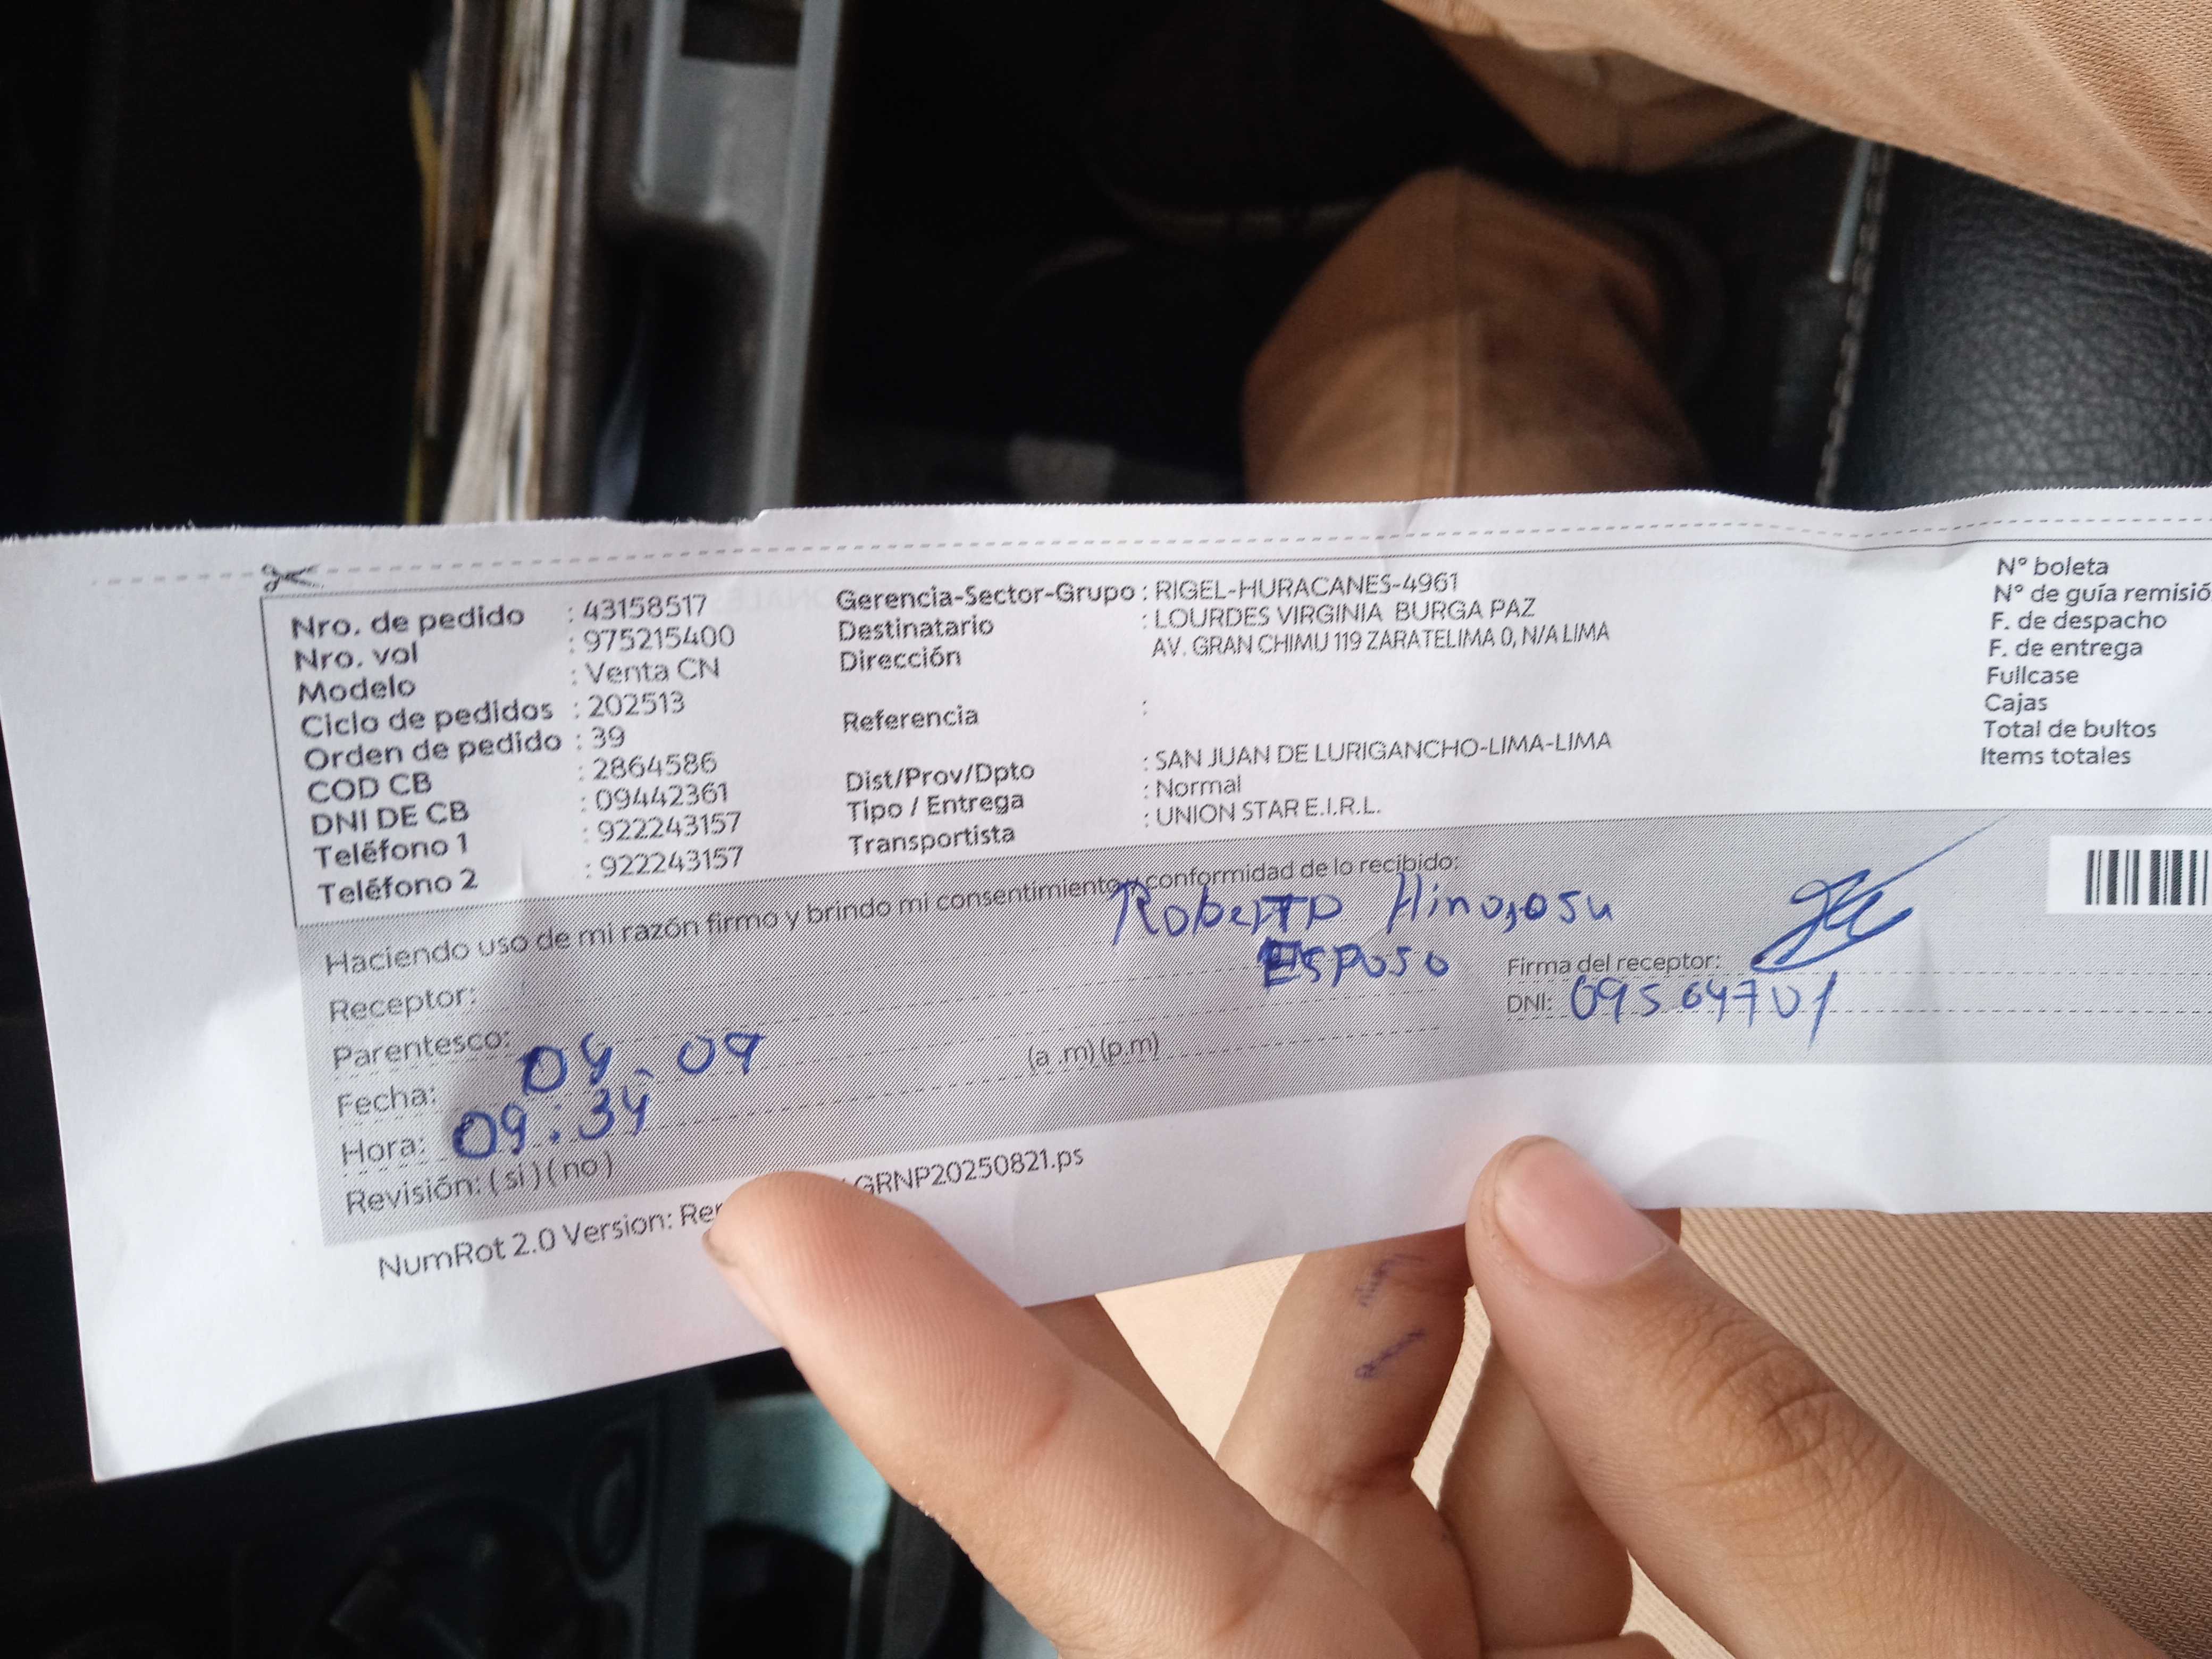 Nro. de pedido : 43158517
Nro. vol : 975215400
Modelo : Venta CN
Ciclo de pedidos : 202513
Orden de pedido : 39
COD CB : 2864586
DNI DE CB : 09442361
Teléfono 1 : 922243157
Teléfono 2 : 922243157
Gerencia-Sector-Grupo : RIGEL-HURACANES-4961
Destinatario : LOURDES VIRGINIA BURGA PAZ
Dirección AV. GRAN CHIMU 119 ZARATELIMA 0, N/A LIMA
Referencia :
Dist/Prov/Dpto : SAN JUAN DE LURIGANCHO-LIMA-LIMA
Tipo / Entrega : Normal
Transportista : UNION STAR E.I.R.L.
N° boleta
N° de guía remisió
F. de despacho
F. de entrega
Fullcase
Cajas
Total de bultos
Items totales
Haciendo uso de mi razón firmo y brindo mi consentimiento y conformidad de lo recibido:
Receptor: Roberto Hinojosa
Parentesco: Esposo
Firma del receptor:
Fecha: 04. 09
DNI: 09504701
Hora: 09:34 (a .m) (p.m)
Revisión: ( si ) ( no )
NumRot 2.0 Version: GRNP20250821.ps